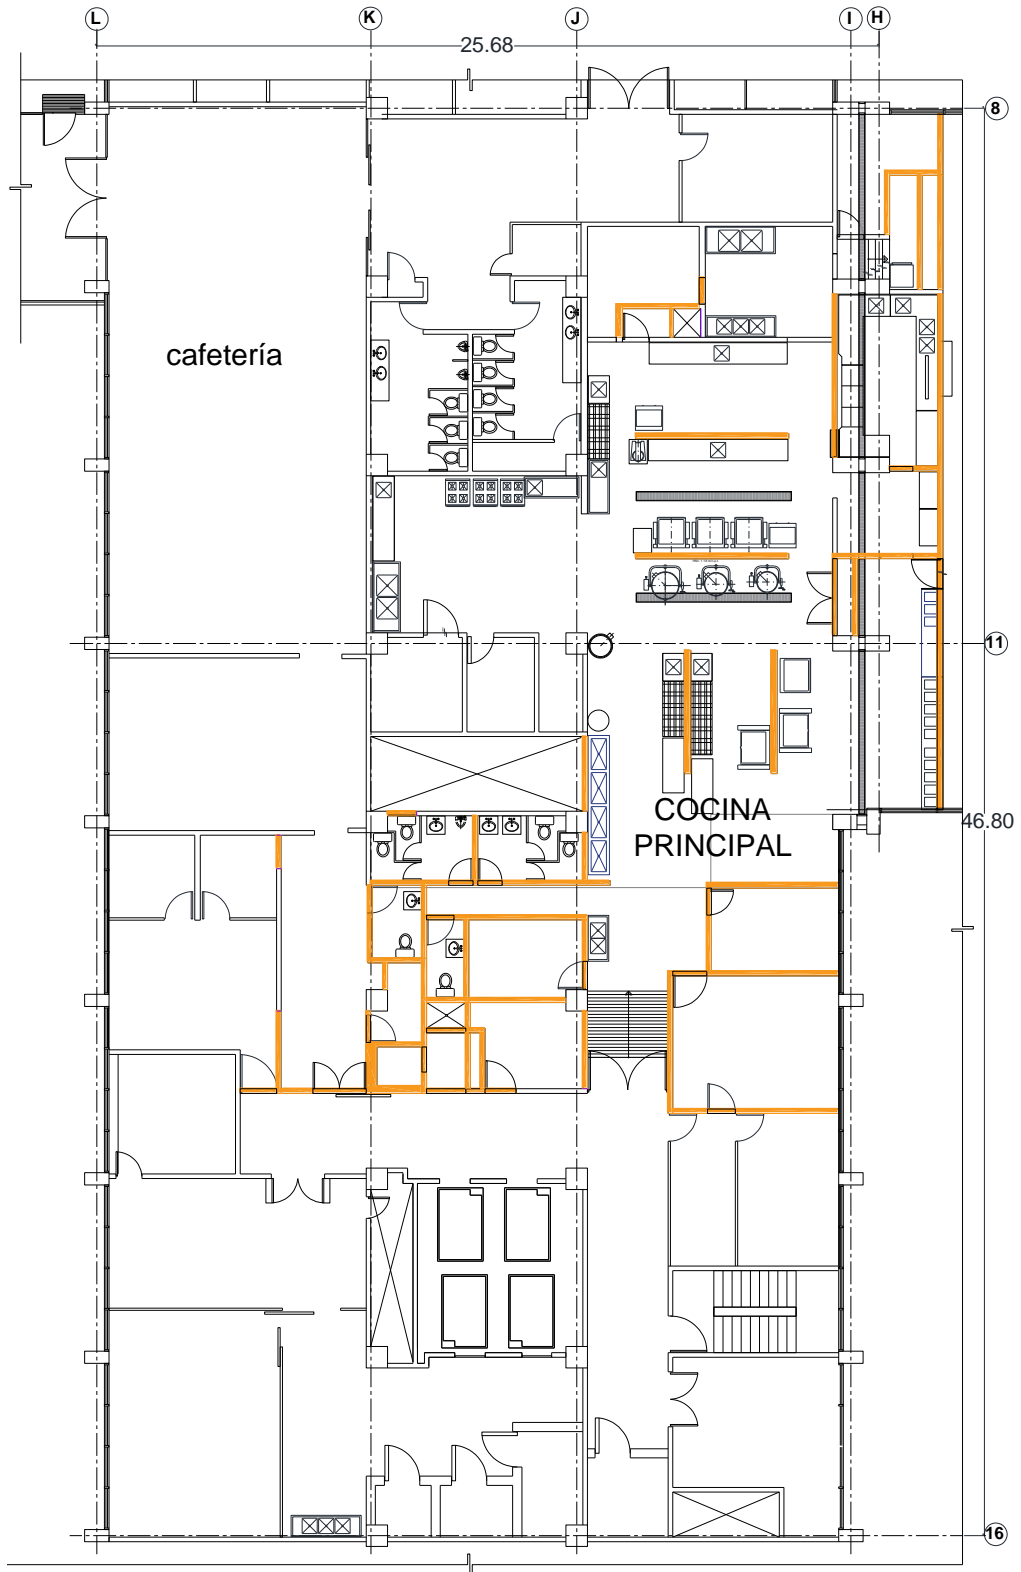 L K J I H
25.68
8
cafetería
11
COCINA
PRINCIPAL
46.80
16